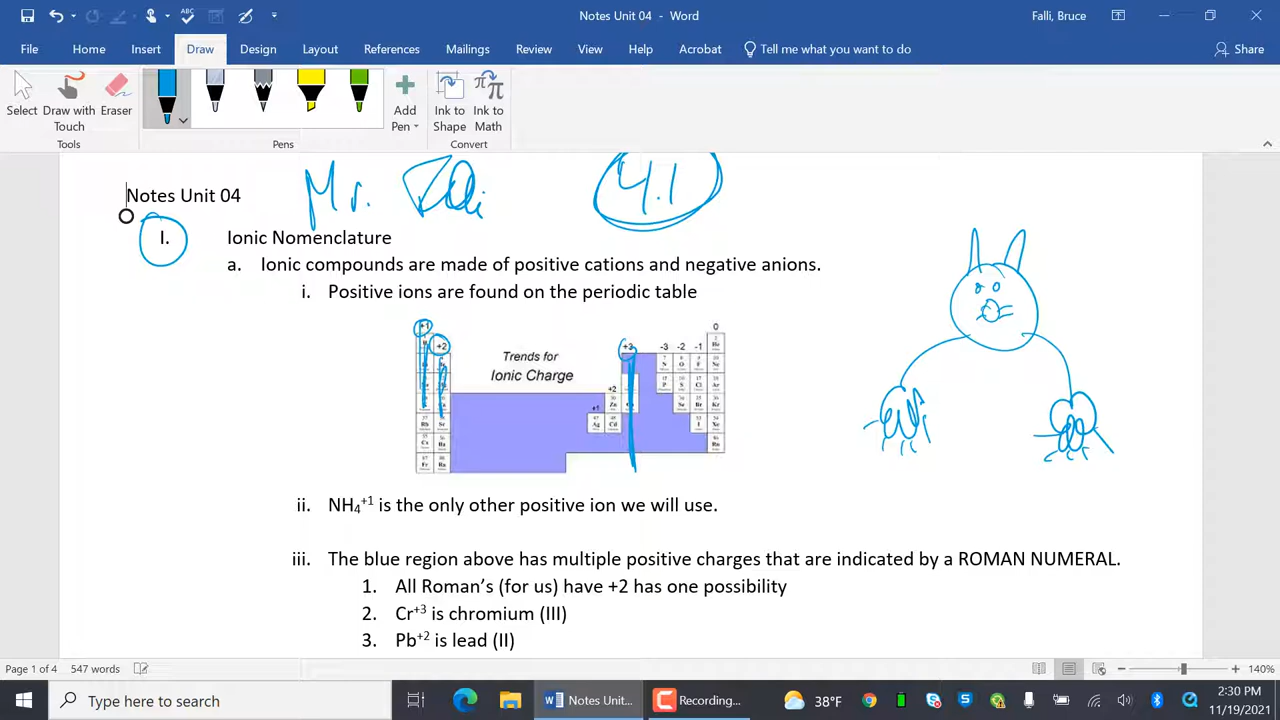 Notes Unit 04 - Word
Falli, Bruce
File Home Insert Draw Design Layout References Mailings Review View Help Acrobat Tell me what you want to do Share
Select Draw with Touch Eraser Add Pen Ink to Shape Ink to Math
Tools Pens Convert
Notes Unit 04 Mr. Falli 4.1
I. Ionic Nomenclature
a. Ionic compounds are made of positive cations and negative anions.
i. Positive ions are found on the periodic table
+1 0
+2 +3 -3 -2 -1
Trends for
Ionic Charge
+2
+1
ii. NH₄⁺¹ is the only other positive ion we will use.
iii. The blue region above has multiple positive charges that are indicated by a ROMAN NUMERAL.
1. All Roman's (for us) have +2 has one possibility
2. Cr⁺³ is chromium (III)
3. Pb⁺² is lead (II)
Page 1 of 4 547 words 140%
Type here to search Notes Unit... Recording... 38°F 2:30 PM
11/19/2021